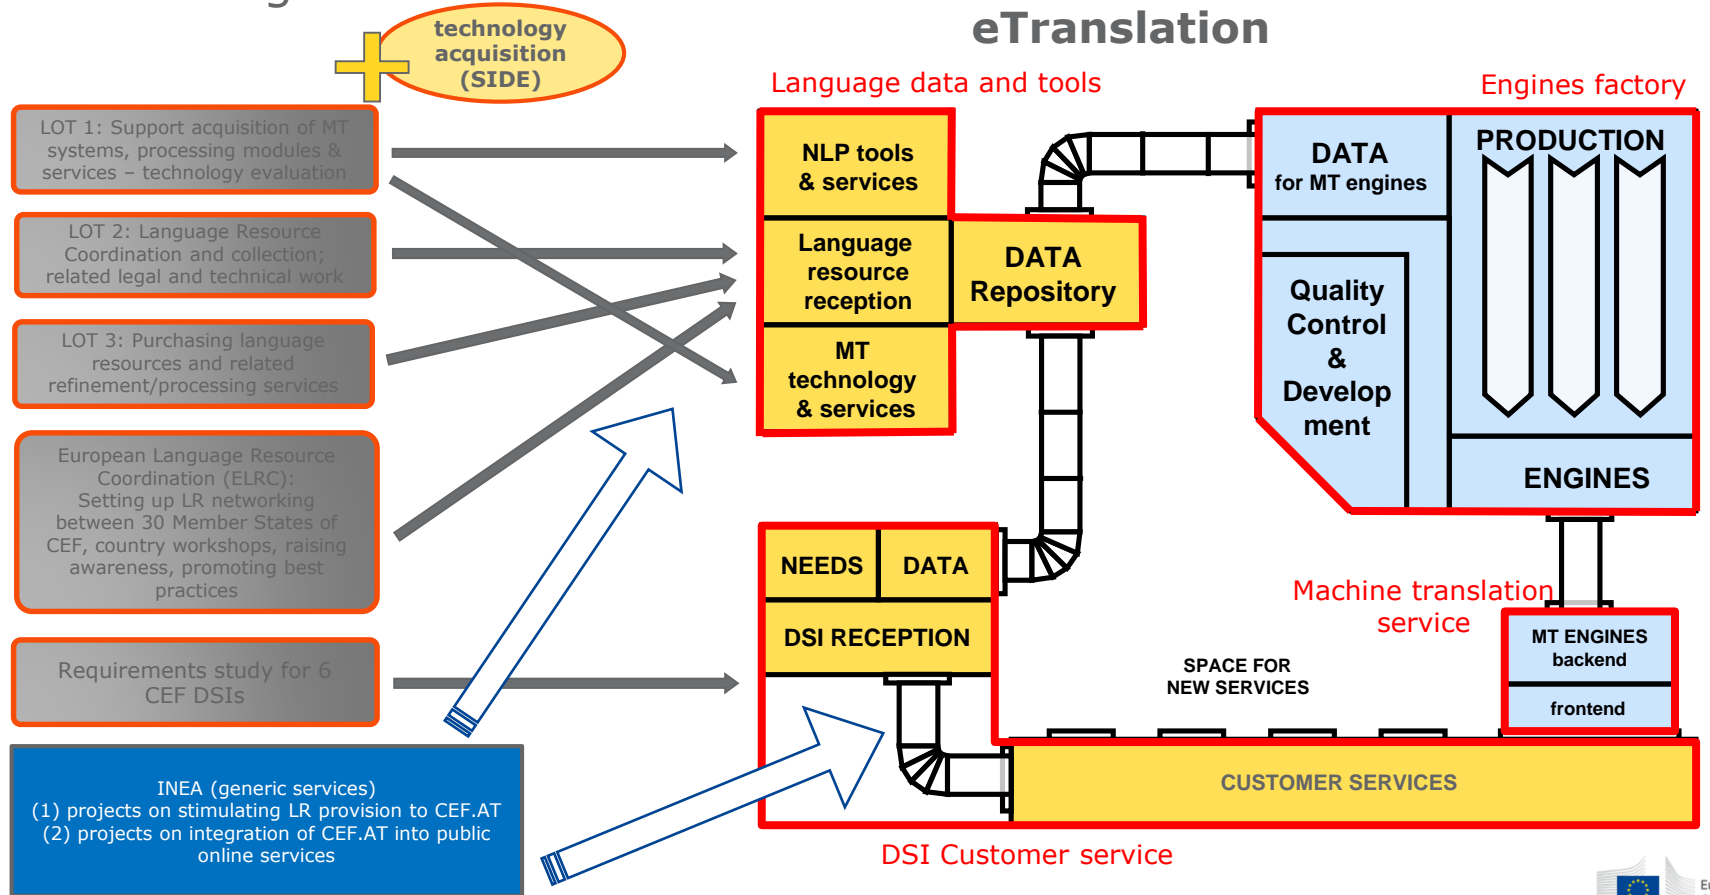 eTranslation
technology
acquisition
(SIDE)
Language data and tools
Engines factory
LOT 1: Support acquisition of MT
systems, processing modules &
services – technology evaluation
LOT 2: Language Resource
Coordination and collection;
related legal and technical work
LOT 3: Purchasing language
resources and related
refinement/processing services
European Language Resource
Coordination (ELRC):
Setting up LR networking
between 30 Member States of
CEF, country workshops, raising
awareness, promoting best
practices
Requirements study for 6
CEF DSIs
INEA (generic services)
(1) projects on stimulating LR provision to CEF.AT
(2) projects on integration of CEF.AT into public
online services
NLP tools
& services
Language
resource
reception
DATA
Repository
MT
technology
& services
NEEDS
DATA
DSI RECEPTION
DATA
for MT engines
PRODUCTION
Quality
Control
&
Develop
ment
ENGINES
Machine translation
service
MT ENGINES
backend
frontend
SPACE FOR
NEW SERVICES
CUSTOMER SERVICES
DSI Customer service